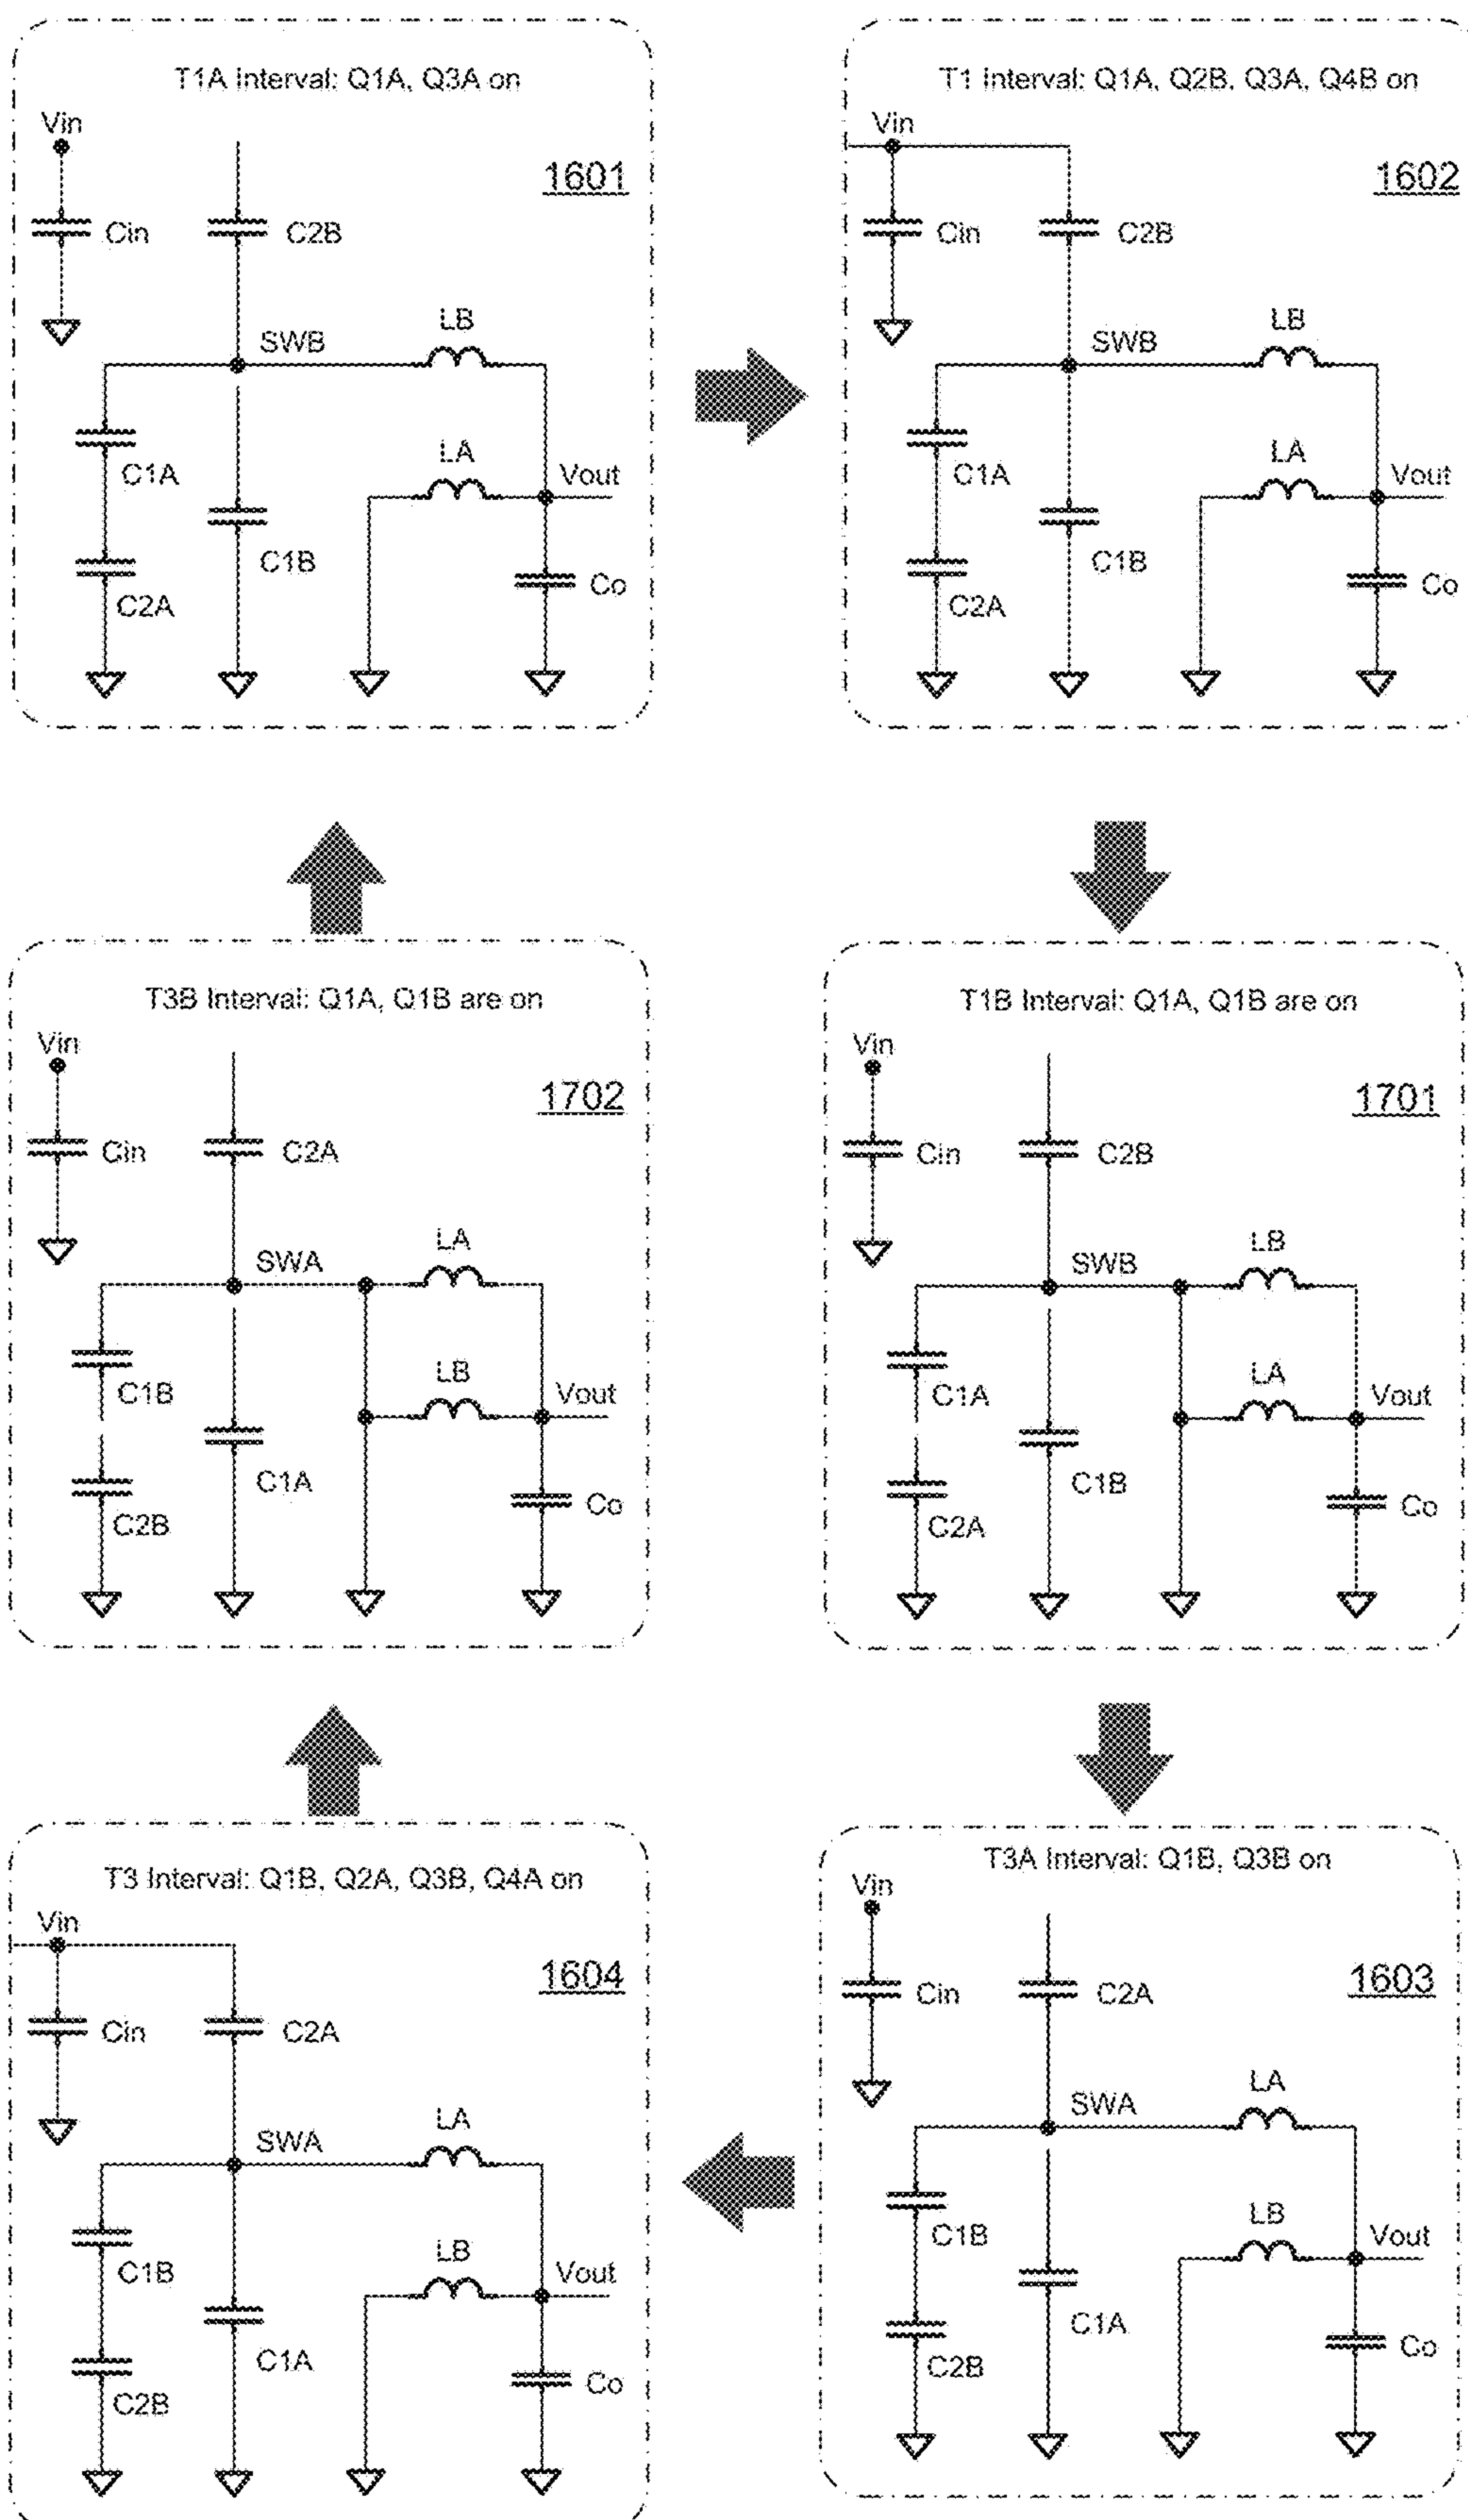 T1A Interval: Q1A, Q3A on
Vin
1601
Cin
C2B
SWB
LB
C1A
LA
Vout
C1B
C2A
Co
T1 Interval: Q1A, Q2B, Q3A, Q4B on
Vin
1602
Cin
C2B
SWB
LB
C1A
LA
Vout
C1B
C2A
Co
T3B Interval: Q1A, Q1B are on
Vin
1702
Cin
C2A
SWA
LA
C1B
LB
Vout
C1A
C2B
Co
T1B Interval: Q1A, Q1B are on
Vin
1701
Cin
C2B
SWB
LB
C1A
LA
Vout
C1B
C2A
Co
T3 Interval: Q1B, Q2A, Q3B, Q4A on
Vin
1604
Cin
C2A
SWA
LA
C1B
LB
Vout
C1A
C2B
Co
T3A Interval: Q1B, Q3B on
Vin
1603
Cin
C2A
SWA
LA
C1B
LB
Vout
C1A
C2B
Co